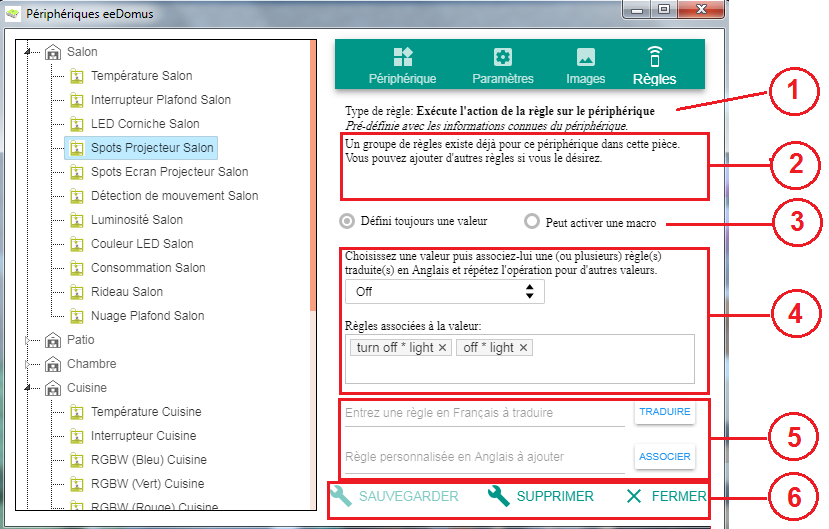 Périphériques eeDomus
Salon
Température Salon
Interrupteur Plafond Salon
LED Corniche Salon
Spots Projecteur Salon
Spots Ecran Projecteur Salon
Détection de mouvement Salon
Luminosité Salon
Couleur LED Salon
Consommation Salon
Rideau Salon
Nuage Plafond Salon
Patio
Chambre
Cuisine
Température Cuisine
Interrupteur Cuisine
RGBW (Bleu) Cuisine
RGBW (Vert) Cuisine
RGBW (Rouge) Cuisine
Périphérique
Paramètres
Images
Règles
Type de règle: Exécute l'action de la règle sur le périphérique
Pré-définie avec les informations connues du périphérique.
1
Un groupe de règles existe déjà pour ce périphérique dans cette pièce.
Vous pouvez ajouter d'autres règles si vous le désirez.
2
Défini toujours une valeur
Peut activer une macro
3
Choisissez une valeur puis associez-lui une (ou plusieurs) règle(s)
traduite(s) en Anglais et répétez l'opération pour d'autres valeurs.
Off
Règles associées à la valeur:
turn off * light ×
off * light ×
4
Entrez une règle en Français à traduire
TRADUIRE
Règle personnalisée en Anglais à ajouter
ASSOCIER
5
SAUVEGARDER
SUPPRIMER
FERMER
6